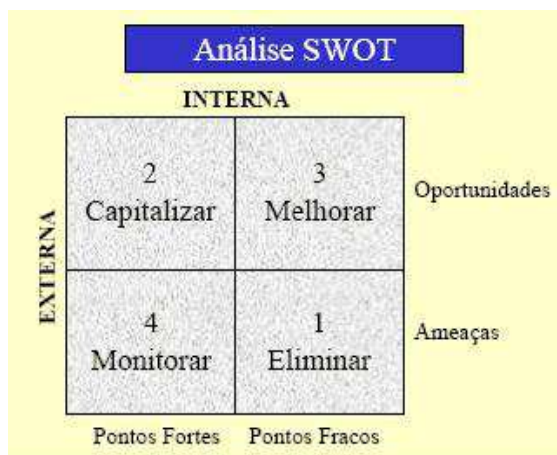 Análise SWOT
INTERNA
2
Capitalizar
3
Melhorar
Oportunidades
EXTERNA
4
Monitorar
1
Eliminar
Ameaças
Pontos Fortes
Pontos Fracos